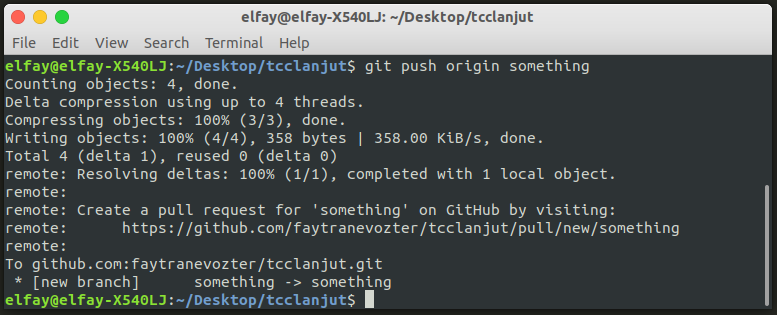 elfay@elfay-X540LJ: ~/Desktop/tcclanjut
File Edit View Search Terminal Help
elfay@elfay-X540LJ:~/Desktop/tcclanjut$ git push origin something
Counting objects: 4, done.
Delta compression using up to 4 threads.
Compressing objects: 100% (3/3), done.
Writing objects: 100% (4/4), 358 bytes | 358.00 KiB/s, done.
Total 4 (delta 1), reused 0 (delta 0)
remote: Resolving deltas: 100% (1/1), completed with 1 local object.
remote:
remote: Create a pull request for 'something' on GitHub by visiting:
remote:      https://github.com/faytranevozter/tcclanjut/pull/new/something
remote:
To github.com:faytranevozter/tcclanjut.git
 * [new branch]      something -> something
elfay@elfay-X540LJ:~/Desktop/tcclanjut$